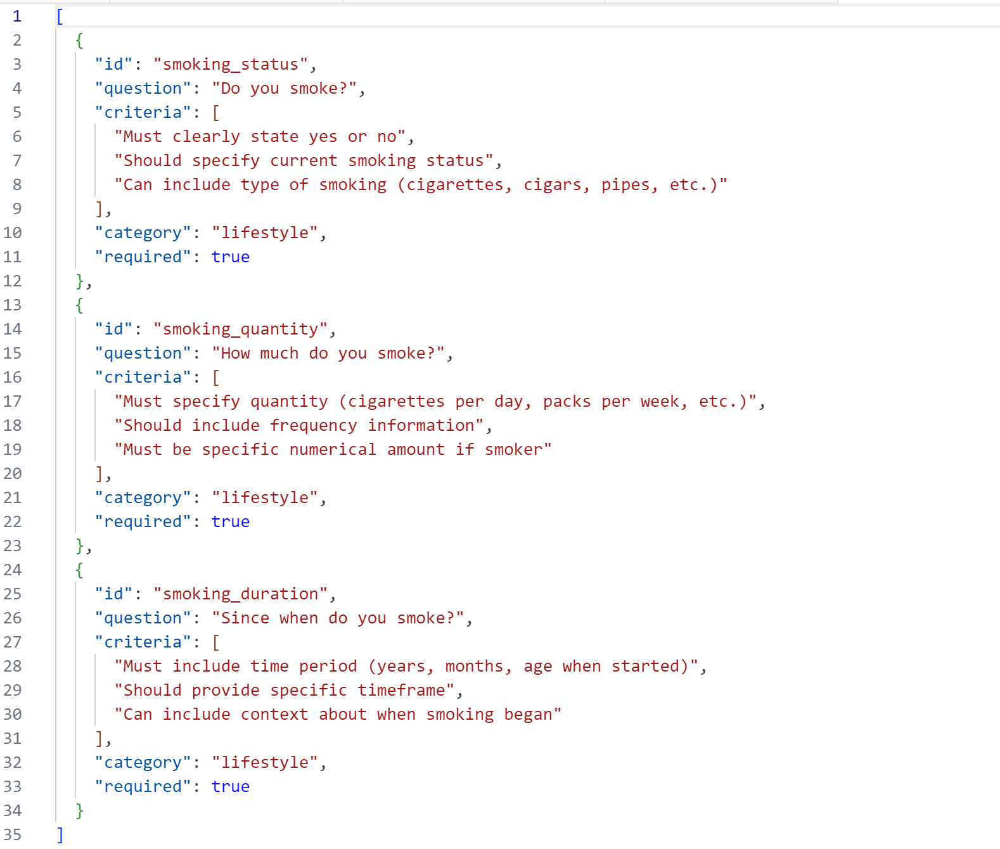 1 [
2   {
3     "id": "smoking_status",
4     "question": "Do you smoke?",
5     "criteria": [
6       "Must clearly state yes or no",
7       "Should specify current smoking status",
8       "Can include type of smoking (cigarettes, cigars, pipes, etc.)"
9     ],
10     "category": "lifestyle",
11     "required": true
12   },
13   {
14     "id": "smoking_quantity",
15     "question": "How much do you smoke?",
16     "criteria": [
17       "Must specify quantity (cigarettes per day, packs per week, etc.)",
18       "Should include frequency information",
19       "Must be specific numerical amount if smoker"
20     ],
21     "category": "lifestyle",
22     "required": true
23   },
24   {
25     "id": "smoking_duration",
26     "question": "Since when do you smoke?",
27     "criteria": [
28       "Must include time period (years, months, age when started)",
29       "Should provide specific timeframe",
30       "Can include context about when smoking began"
31     ],
32     "category": "lifestyle",
33     "required": true
34   }
35 ]